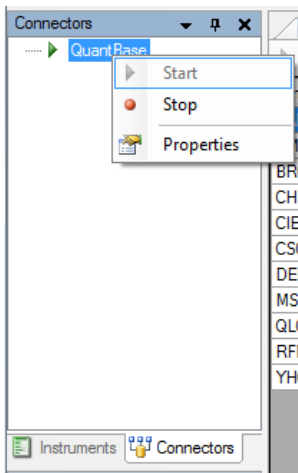 Connectors
QuantBase
Start
Stop
Properties
BR
CH
CIE
CS
DE
MS
QL
RF
YH
Instruments
Connectors